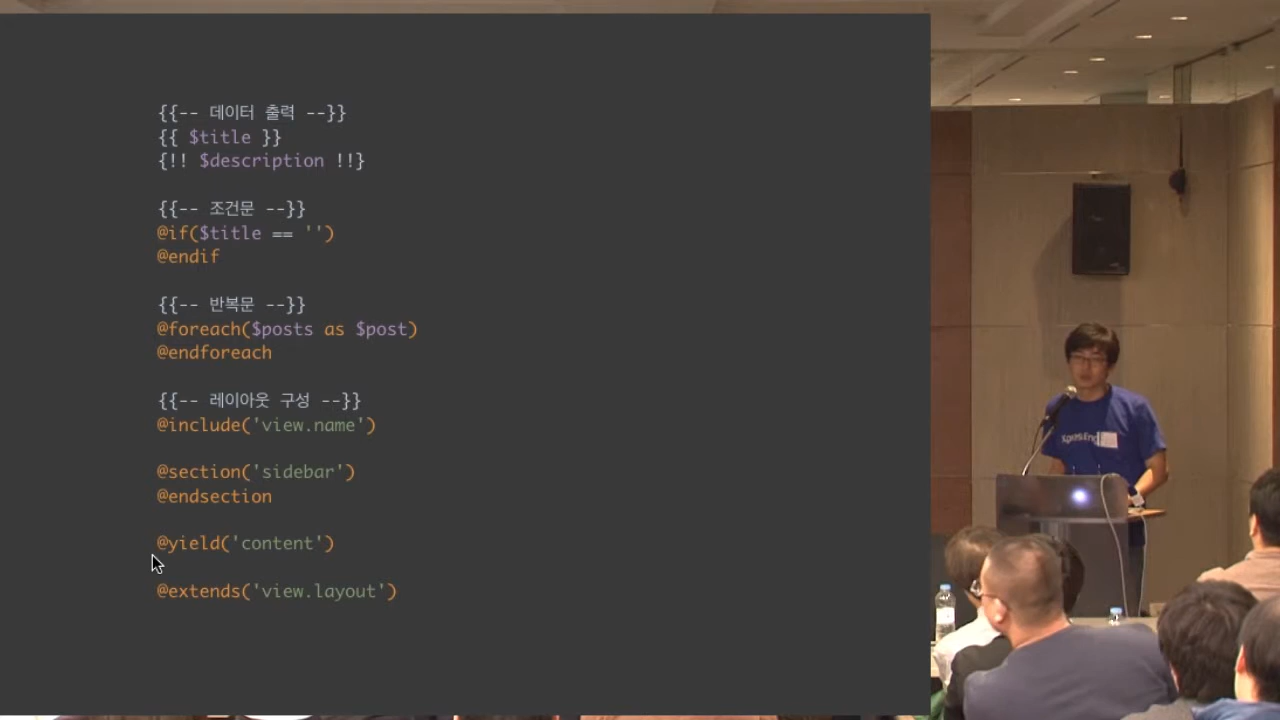 {{-- 데이터 출력 --}}
{{ $title }}
{!! $description !!}
{{-- 조건문 --}}
@if($title == '')
@endif
{{-- 반복문 --}}
@foreach($posts as $post)
@endforeach
{{-- 레이아웃 구성 --}}
@include('view.name')
@section('sidebar')
@endsection
@yield('content')
@extends('view.layout')